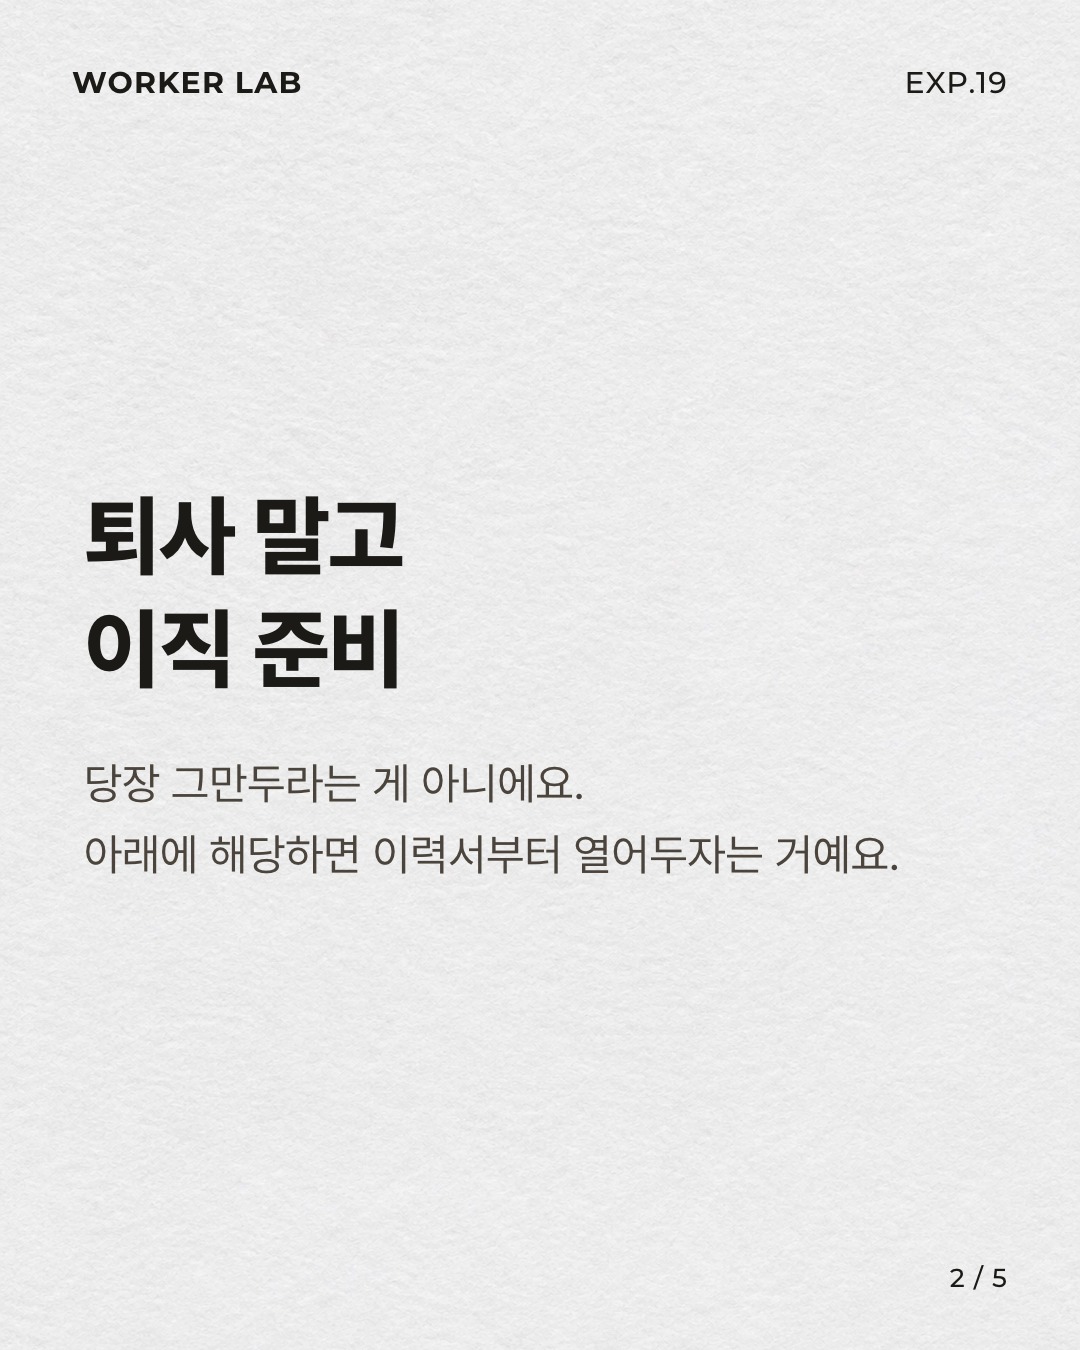 WORKER LAB
EXP.19
퇴사 말고
이직 준비
당장 그만두라는 게 아니에요.
아래에 해당하면 이력서부터 열어두자는 거예요.
2 / 5